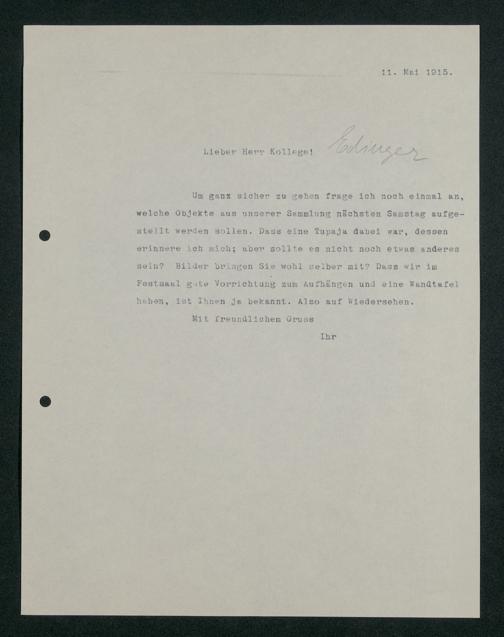 11. Mai 1915.
Lieber Herr Kollege! Edinger
Um ganz sicher zu gehen frage ich noch einmal an,
welche Objekte aus unserer Sammlung nächsten Samstag aufge-
stellt werden sollen. Dass eine Tupaja dabei war, dessen
erinnere ich mich; aber sollte es nicht noch etwas anderes
sein? Bilder bringen Sie wohl selber mit? Dass wir im
Festsaal gute Vorrichtung zum Aufhängen und eine Wandtafel
haben, ist Ihnen ja bekannt. Also auf Wiedersehen.
Mit freundlichem Gruss
Ihr